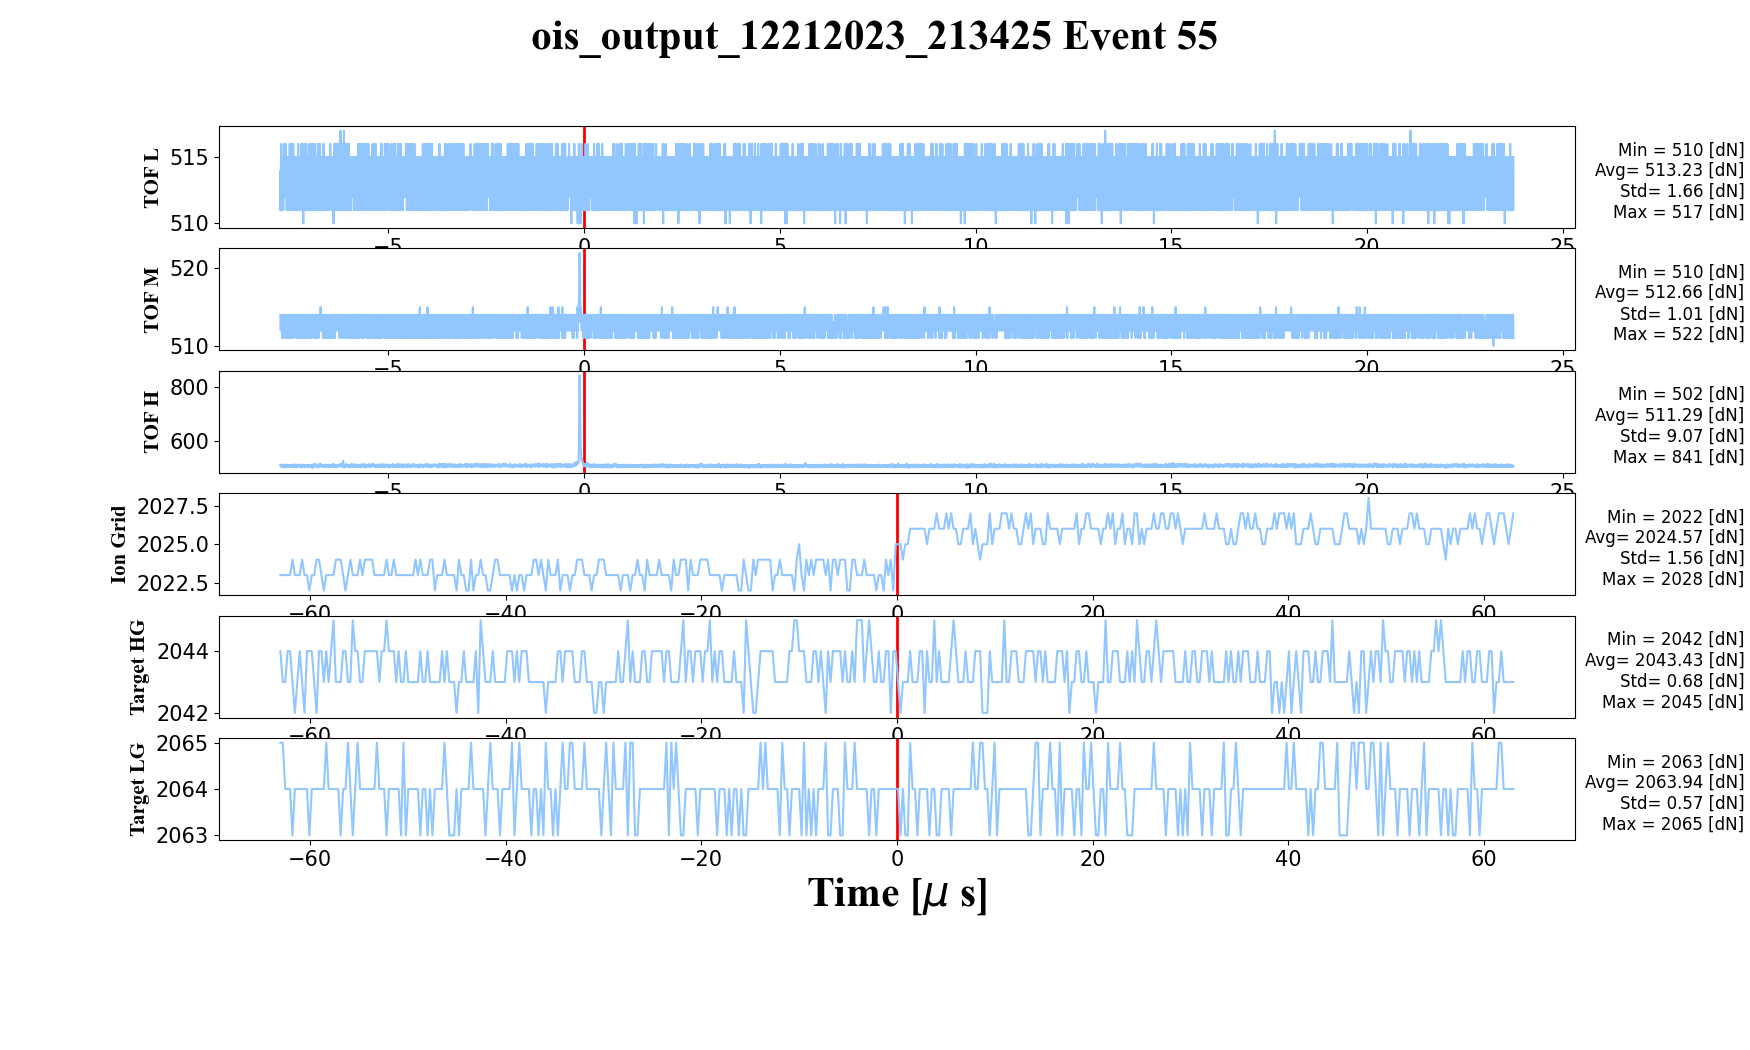 ois_output_12212023_213425 Event 55
TOF L
515
510
Min = 510 [dN]
Avg= 513.23 [dN]
Std= 1.66 [dN]
Max = 517 [dN]
−5 0 5 10 15 20 25
TOF M
520
510
Min = 510 [dN]
Avg= 512.66 [dN]
Std= 1.01 [dN]
Max = 522 [dN]
−5 0 5 10 15 20 25
TOF H
800
600
Min = 502 [dN]
Avg= 511.29 [dN]
Std= 9.07 [dN]
Max = 841 [dN]
−5 0 5 10 15 20 25
Ion Grid
2027.5
2025.0
2022.5
Min = 2022 [dN]
Avg= 2024.57 [dN]
Std= 1.56 [dN]
Max = 2028 [dN]
−60 −40 −20 0 20 40 60
Target HG
2044
2042
Min = 2042 [dN]
Avg= 2043.43 [dN]
Std= 0.68 [dN]
Max = 2045 [dN]
−60 −40 −20 0 20 40 60
Target LG
2065
2064
2063
Min = 2063 [dN]
Avg= 2063.94 [dN]
Std= 0.57 [dN]
Max = 2065 [dN]
−60 −40 −20 0 20 40 60
Time [μ s]